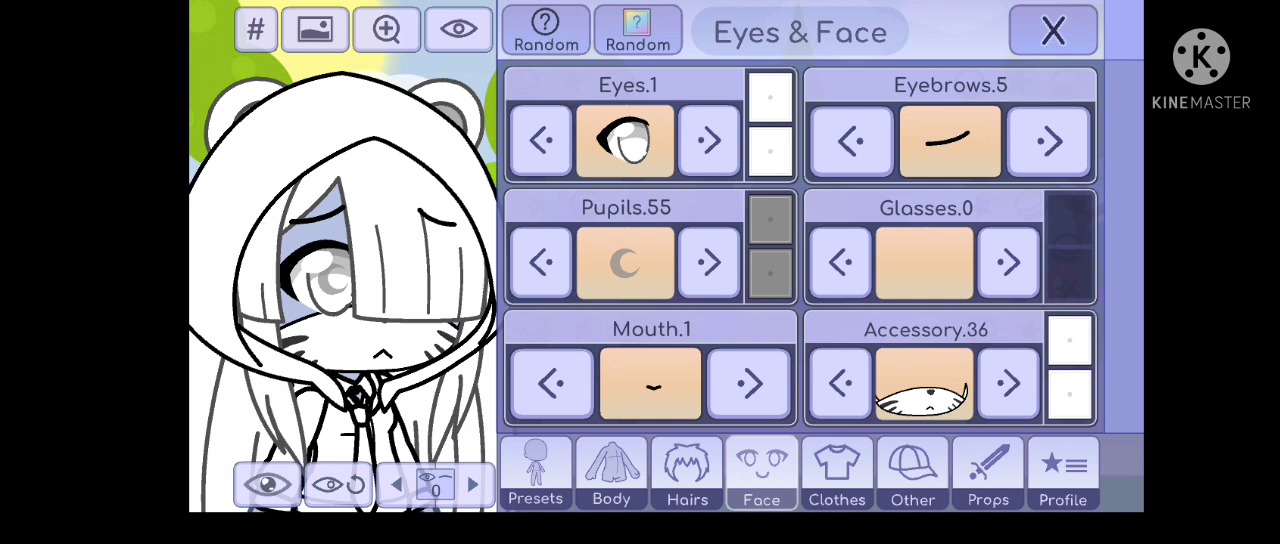 #
? Random
? Random
Eyes & Face
X
K
KINEMASTER
Eyes.1
Eyebrows.5
Pupils.55
Glasses.0
Mouth.1
Accessory.36
0
Presets
Body
Hairs
Face
Clothes
Other
Props
Profile